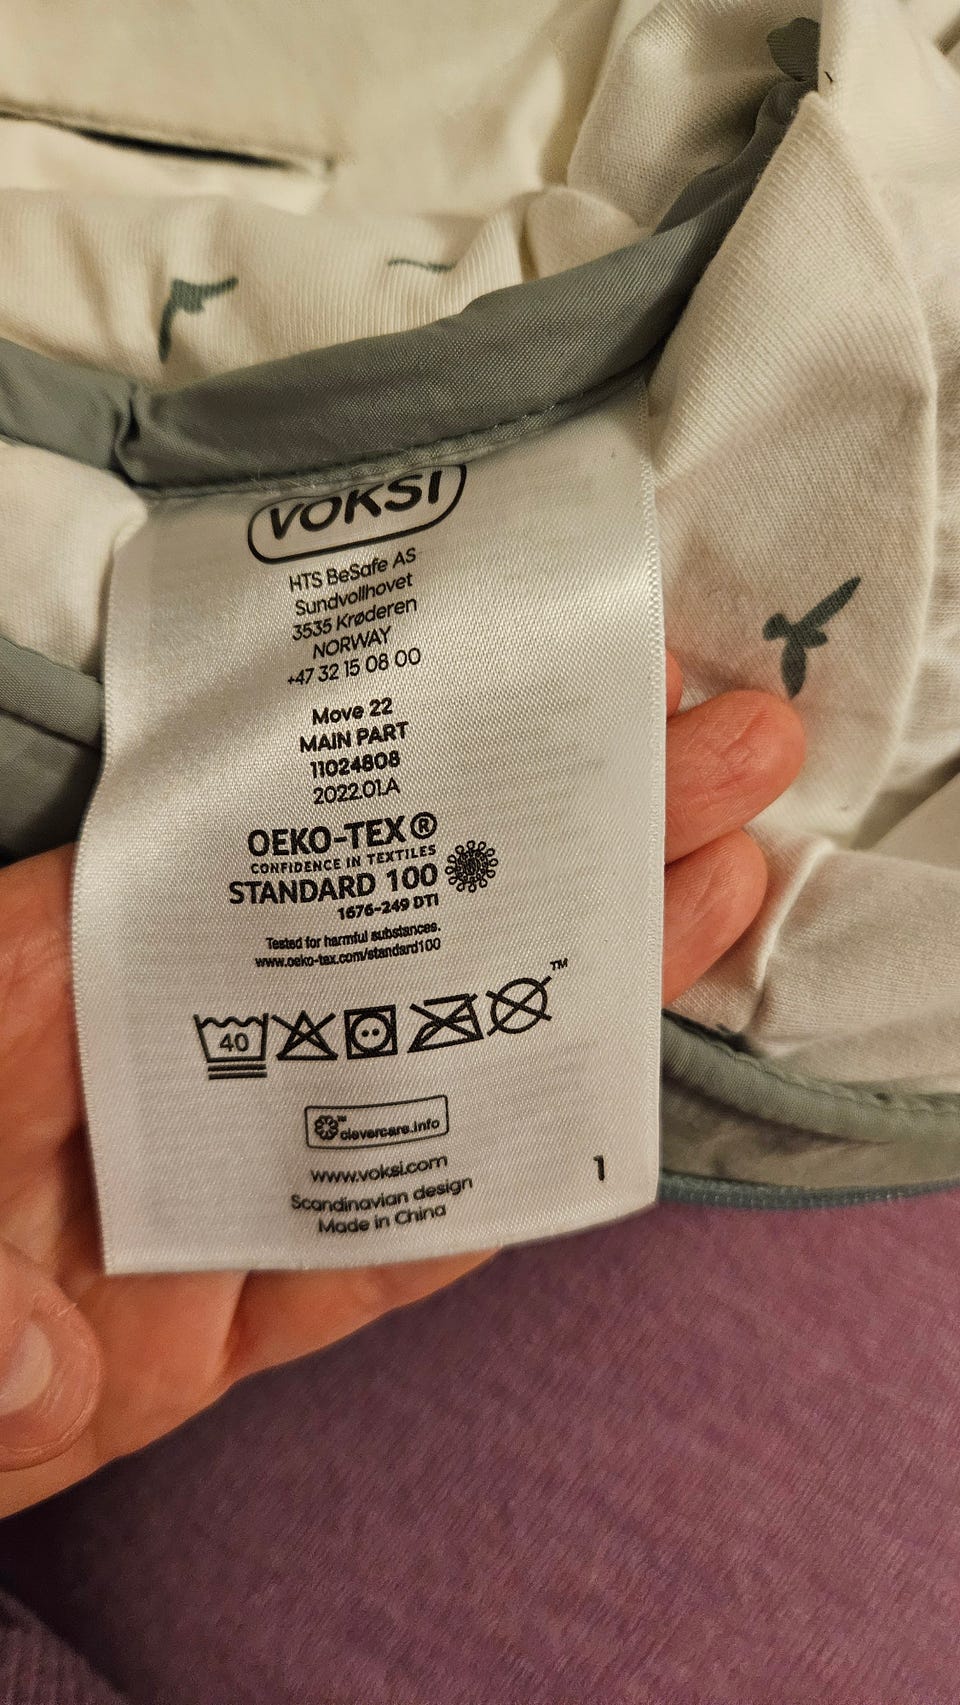 VOKSI
HTS BeSafe AS
Sundvollhovet
3535 Krøderen
NORWAY
+47 32 15 08 00
Move 22
MAIN PART
11024808
2022.01.A
OEKO-TEX®
CONFIDENCE IN TEXTILES
STANDARD 100
1676-249 DTI
Tested for harmful substances.
www.oeko-tex.com/standard100
40
TM
clevercare.info
www.voksi.com
Scandinavian design
Made in China
1